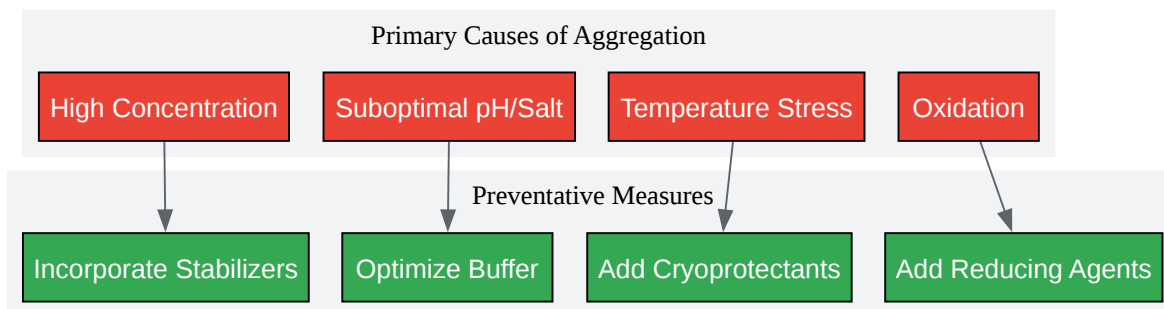 Primary Causes of Aggregation
High Concentration
Suboptimal pH/Salt
Temperature Stress
Oxidation
Preventative Measures
Incorporate Stabilizers
Optimize Buffer
Add Cryoprotectants
Add Reducing Agents